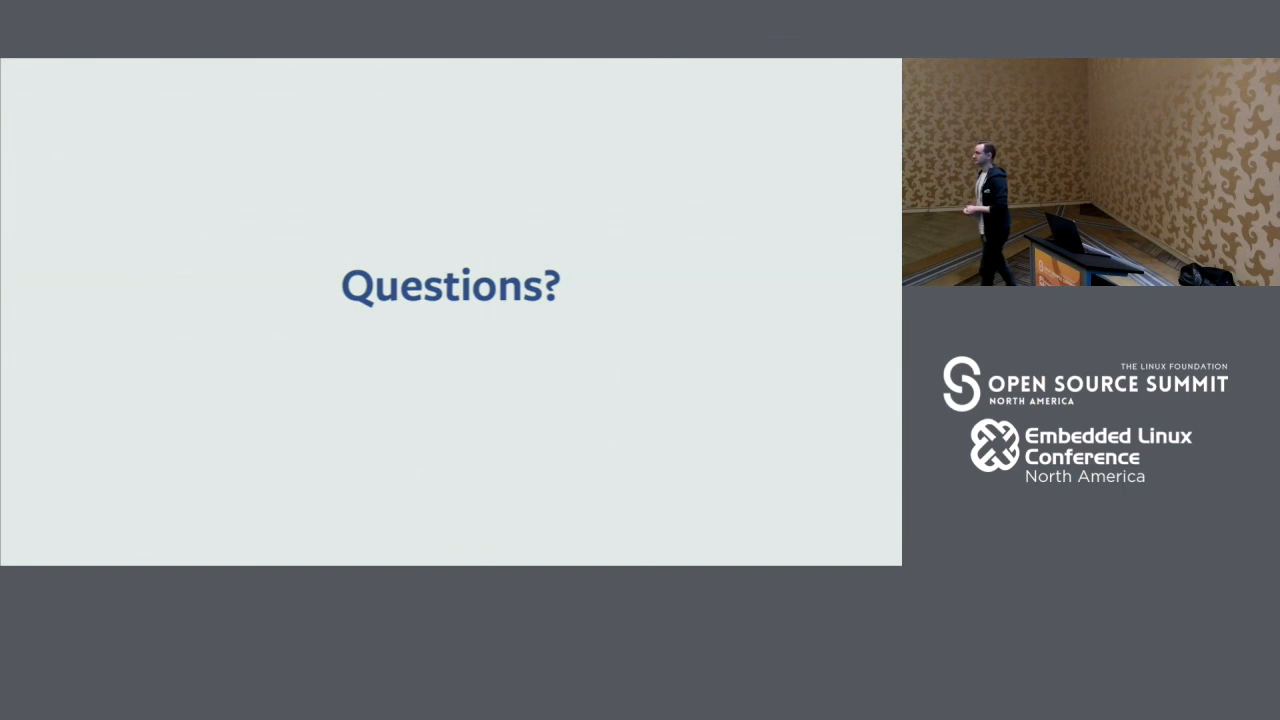 Questions?
THE LINUX FOUNDATION
OPEN SOURCE SUMMIT
NORTH AMERICA
Embedded Linux
Conference
North America